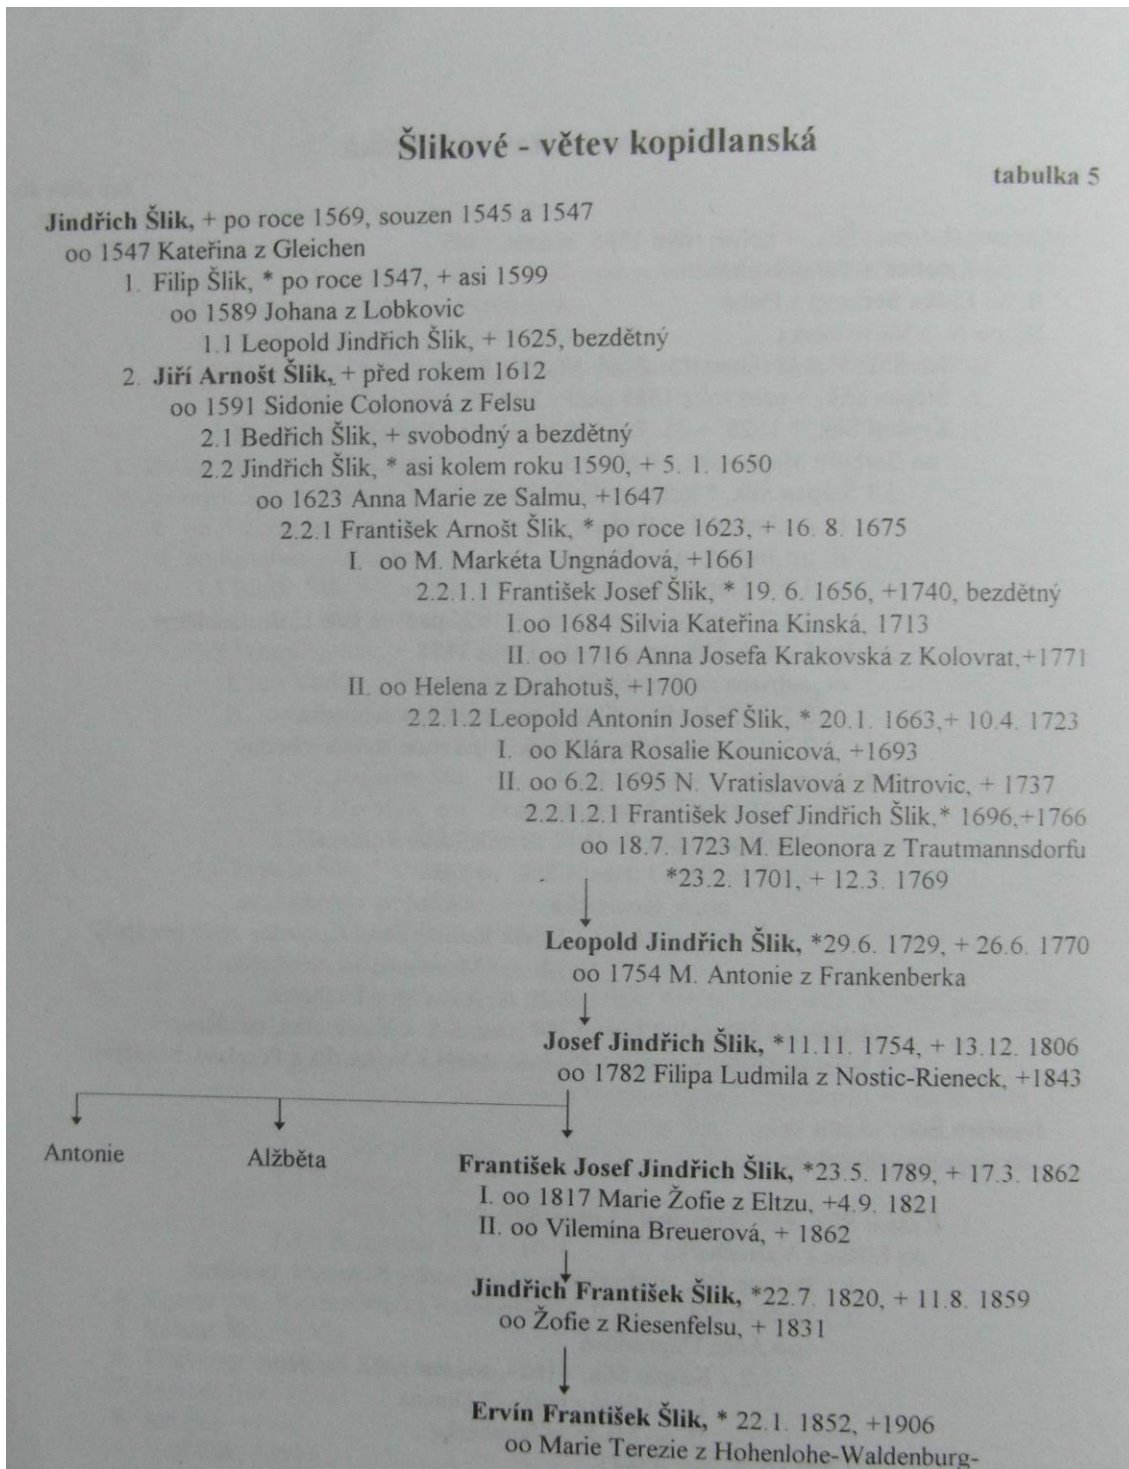 Šlikové - větev kopidlanská
tabulka 5
Jindřich Šlik, + po roce 1569, souzen 1545 a 1547
oo 1547 Kateřina z Gleichen
1. Filip Šlik, * po roce 1547, + asi 1599
oo 1589 Johana z Lobkovic
1.1 Leopold Jindřich Šlik, + 1625, bezdětný
2. Jiří Arnošt Šlik, + před rokem 1612
oo 1591 Sidonie Colonová z Felsu
2.1 Bedřich Šlik, + svobodný a bezdětný
2.2 Jindřich Šlik, * asi kolem roku 1590, + 5. 1. 1650
oo 1623 Anna Marie ze Salmu, +1647
2.2.1 František Arnošt Šlik, * po roce 1623, + 16. 8. 1675
I. oo M. Markéta Ungnádová, +1661
2.2.1.1 František Josef Šlik, * 19. 6. 1656, +1740, bezdětný
I.oo 1684 Silvia Kateřina Kinská, 1713
II. oo 1716 Anna Josefa Krakovská z Kolovrat,+1771
II. oo Helena z Drahotuš, +1700
2.2.1.2 Leopold Antonín Josef Šlik, * 20.1. 1663,+ 10.4. 1723
I. oo Klára Rosalie Kounicová, +1693
II. oo 6.2. 1695 N. Vratislavová z Mitrovic, + 1737
2.2.1.2.1 František Josef Jindřich Šlik,* 1696,+1766
oo 18.7. 1723 M. Eleonora z Trautmannsdorfu
*23.2. 1701, + 12.3. 1769
Leopold Jindřich Šlik, *29.6. 1729, + 26.6. 1770
oo 1754 M. Antonie z Frankenberka
Josef Jindřich Šlik, *11.11. 1754, + 13.12. 1806
oo 1782 Filipa Ludmila z Nostic-Rieneck, +1843
Antonie
Alžběta
František Josef Jindřich Šlik, *23.5. 1789, + 17.3. 1862
I. oo 1817 Marie Žofie z Eltzu, +4.9. 1821
II. oo Vilemína Breuerová, + 1862
Jindřich František Šlik, *22.7. 1820, + 11.8. 1859
oo Žofie z Riesenfelsu, + 1831
Ervín František Šlik, * 22.1. 1852, +1906
oo Marie Terezie z Hohenlohe-Waldenburg-